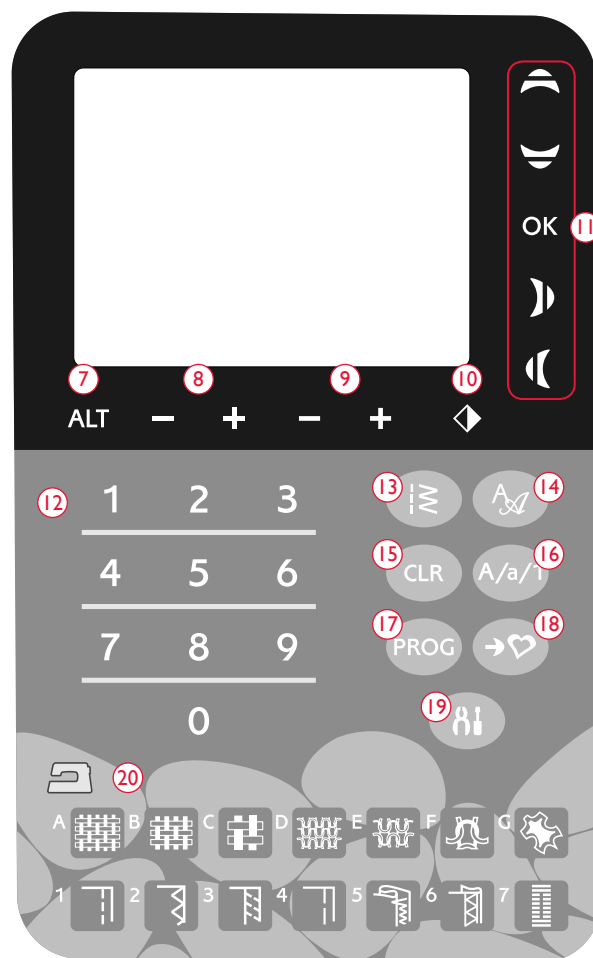 OK
11
7 8 9 10
ALT − + − +
12 1 2 3 13 14
15 16
4 5 6 CLR A/a/1
17 18
7 8 9 PROG
19
0
20
A B C D E F G
1 2 3 4 5 6 7